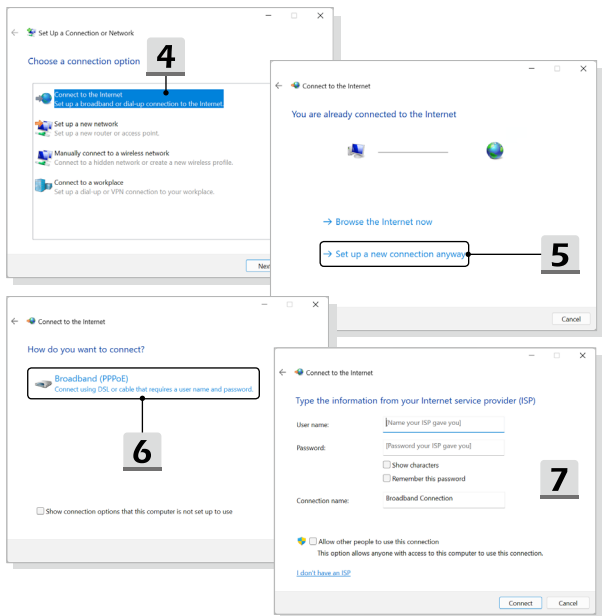 Set Up a Connection or Network
Choose a connection option
4
Connect to the Internet
Set up a broadband or dial-up connection to the Internet.
Set up a new network
Set up a new router or access point.
Manually connect to a wireless network
Connect to a hidden network or create a new wireless profile.
Connect to a workplace
Set up a dial-up or VPN connection to your workplace.
Nex
Connect to the Internet
You are already connected to the Internet
→ Browse the Internet now
→ Set up a new connection anyway
5
Cancel
Connect to the Internet
How do you want to connect?
Broadband (PPPoE)
Connect using DSL or cable that requires a user name and password.
6
Show connection options that this computer is not set up to use
Connect to the Internet
Type the information from your Internet service provider (ISP)
User name:
[Name your ISP gave you]
Password:
[Password your ISP gave you]
Show characters
Remember this password
7
Connection name:
Broadband Connection
Allow other people to use this connection
This option allows anyone with access to this computer to use this connection.
I don't have an ISP
Connect
Cancel